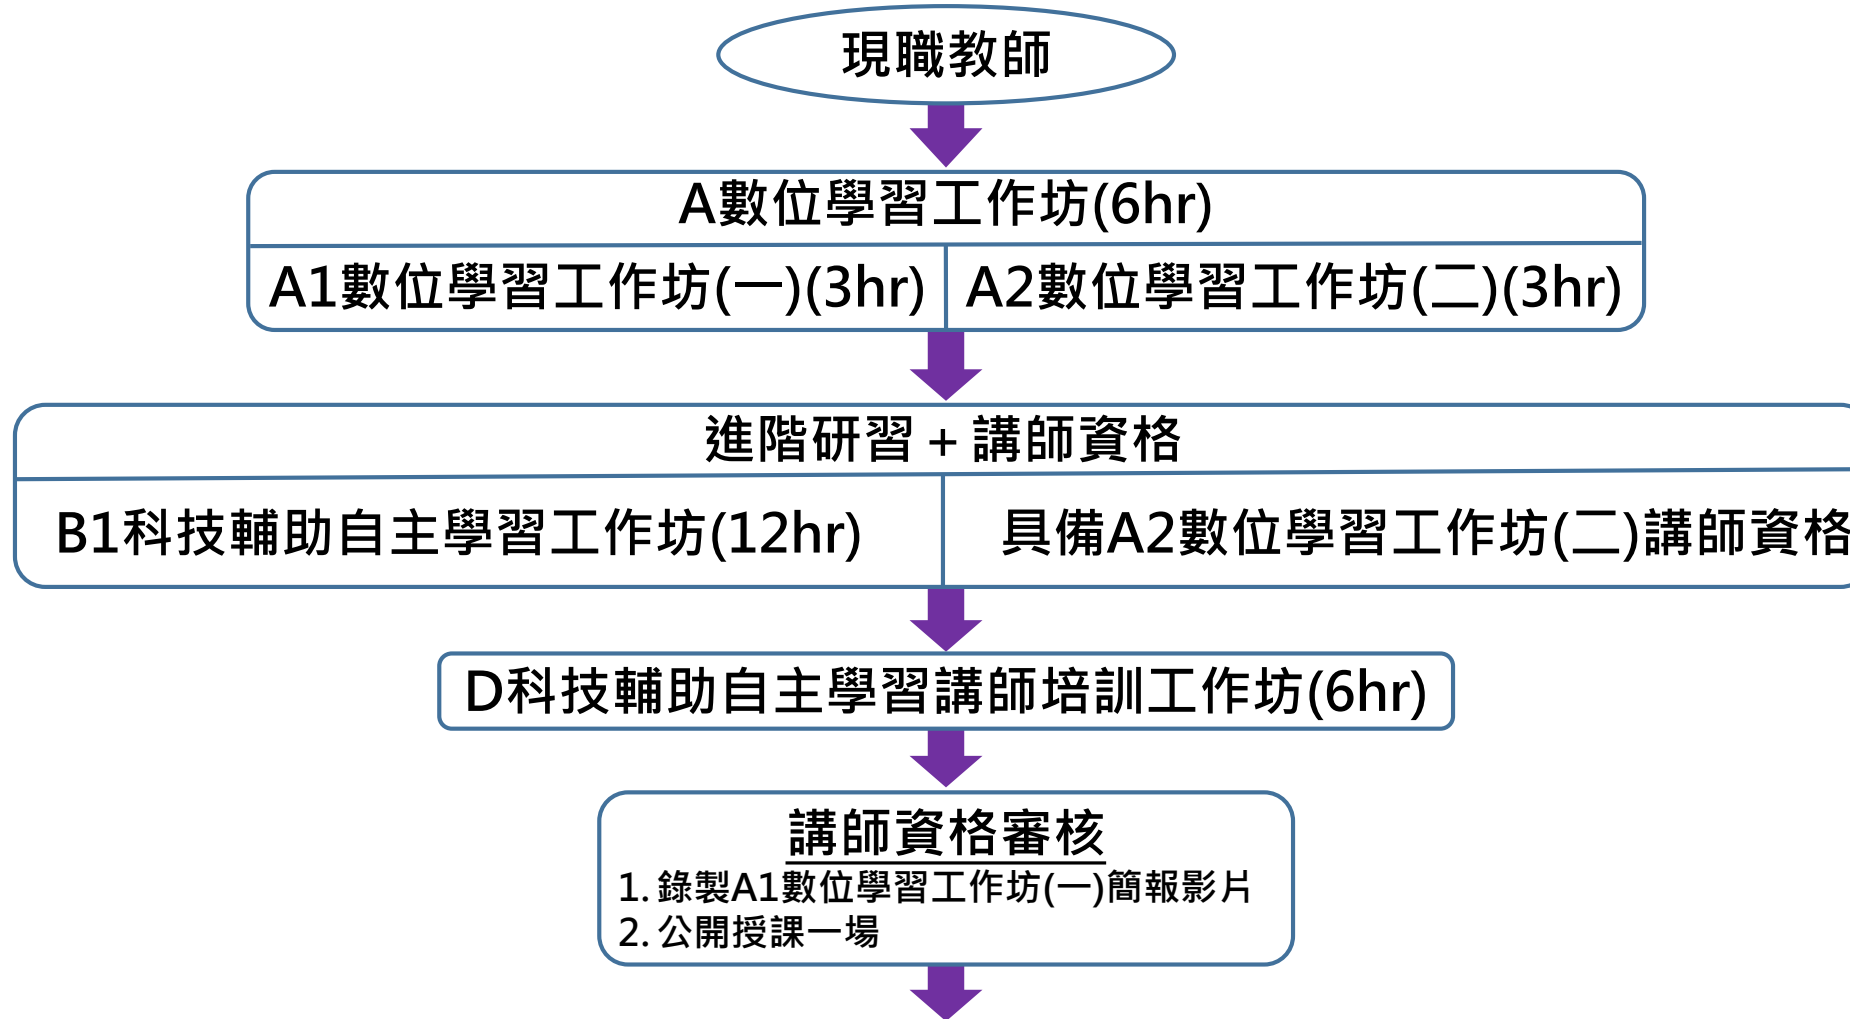 現職教師
A數位學習工作坊(6hr)
A1數位學習工作坊(一)(3hr)
A2數位學習工作坊(二)(3hr)
進階研習+講師資格
B1科技輔助自主學習工作坊(12hr)
具備A2數位學習工作坊(二)講師資格
D科技輔助自主學習講師培訓工作坊(6hr)
講師資格審核
1. 錄製A1數位學習工作坊(一)簡報影片
2. 公開授課一場